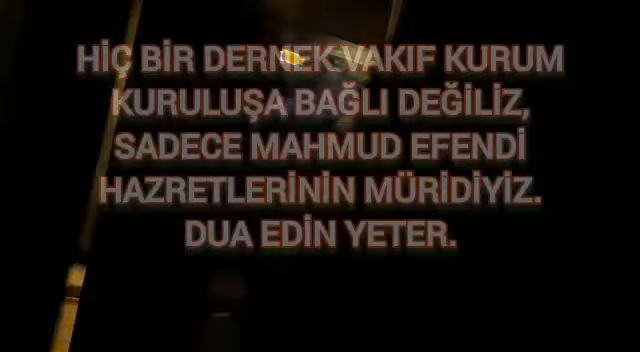 HİÇ BİR DERNEK VAKIF KURUM
KURULUŞA BAĞLI DEĞİLİZ,
SADECE MAHMUD EFENDİ
HAZRETLERİNİN MÜRİDİYİZ.
DUA EDİN YETER.